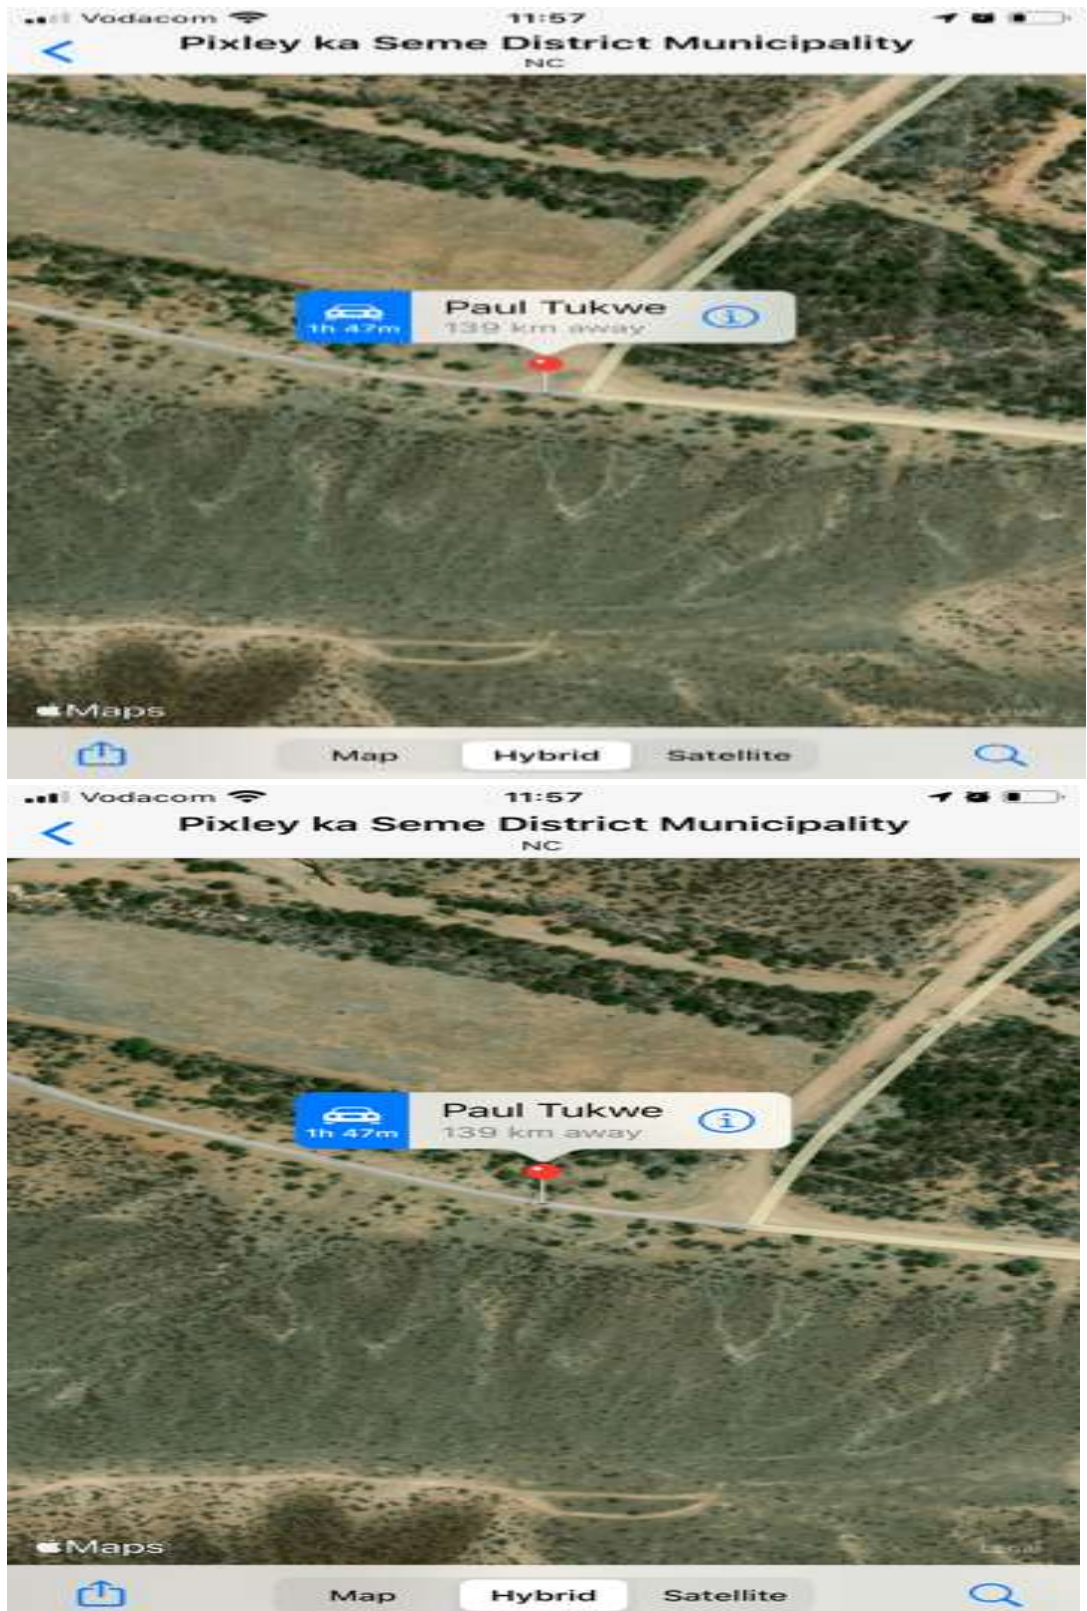 Vodacom 11:57
Pixley ka Seme District Municipality
NC
Paul Tukwe
1h 47m 139 km away
Maps Legal
Map Hybrid Satellite
Vodacom 11:57
Pixley ka Seme District Municipality
NC
Paul Tukwe
1h 47m 139 km away
Maps Legal
Map Hybrid Satellite